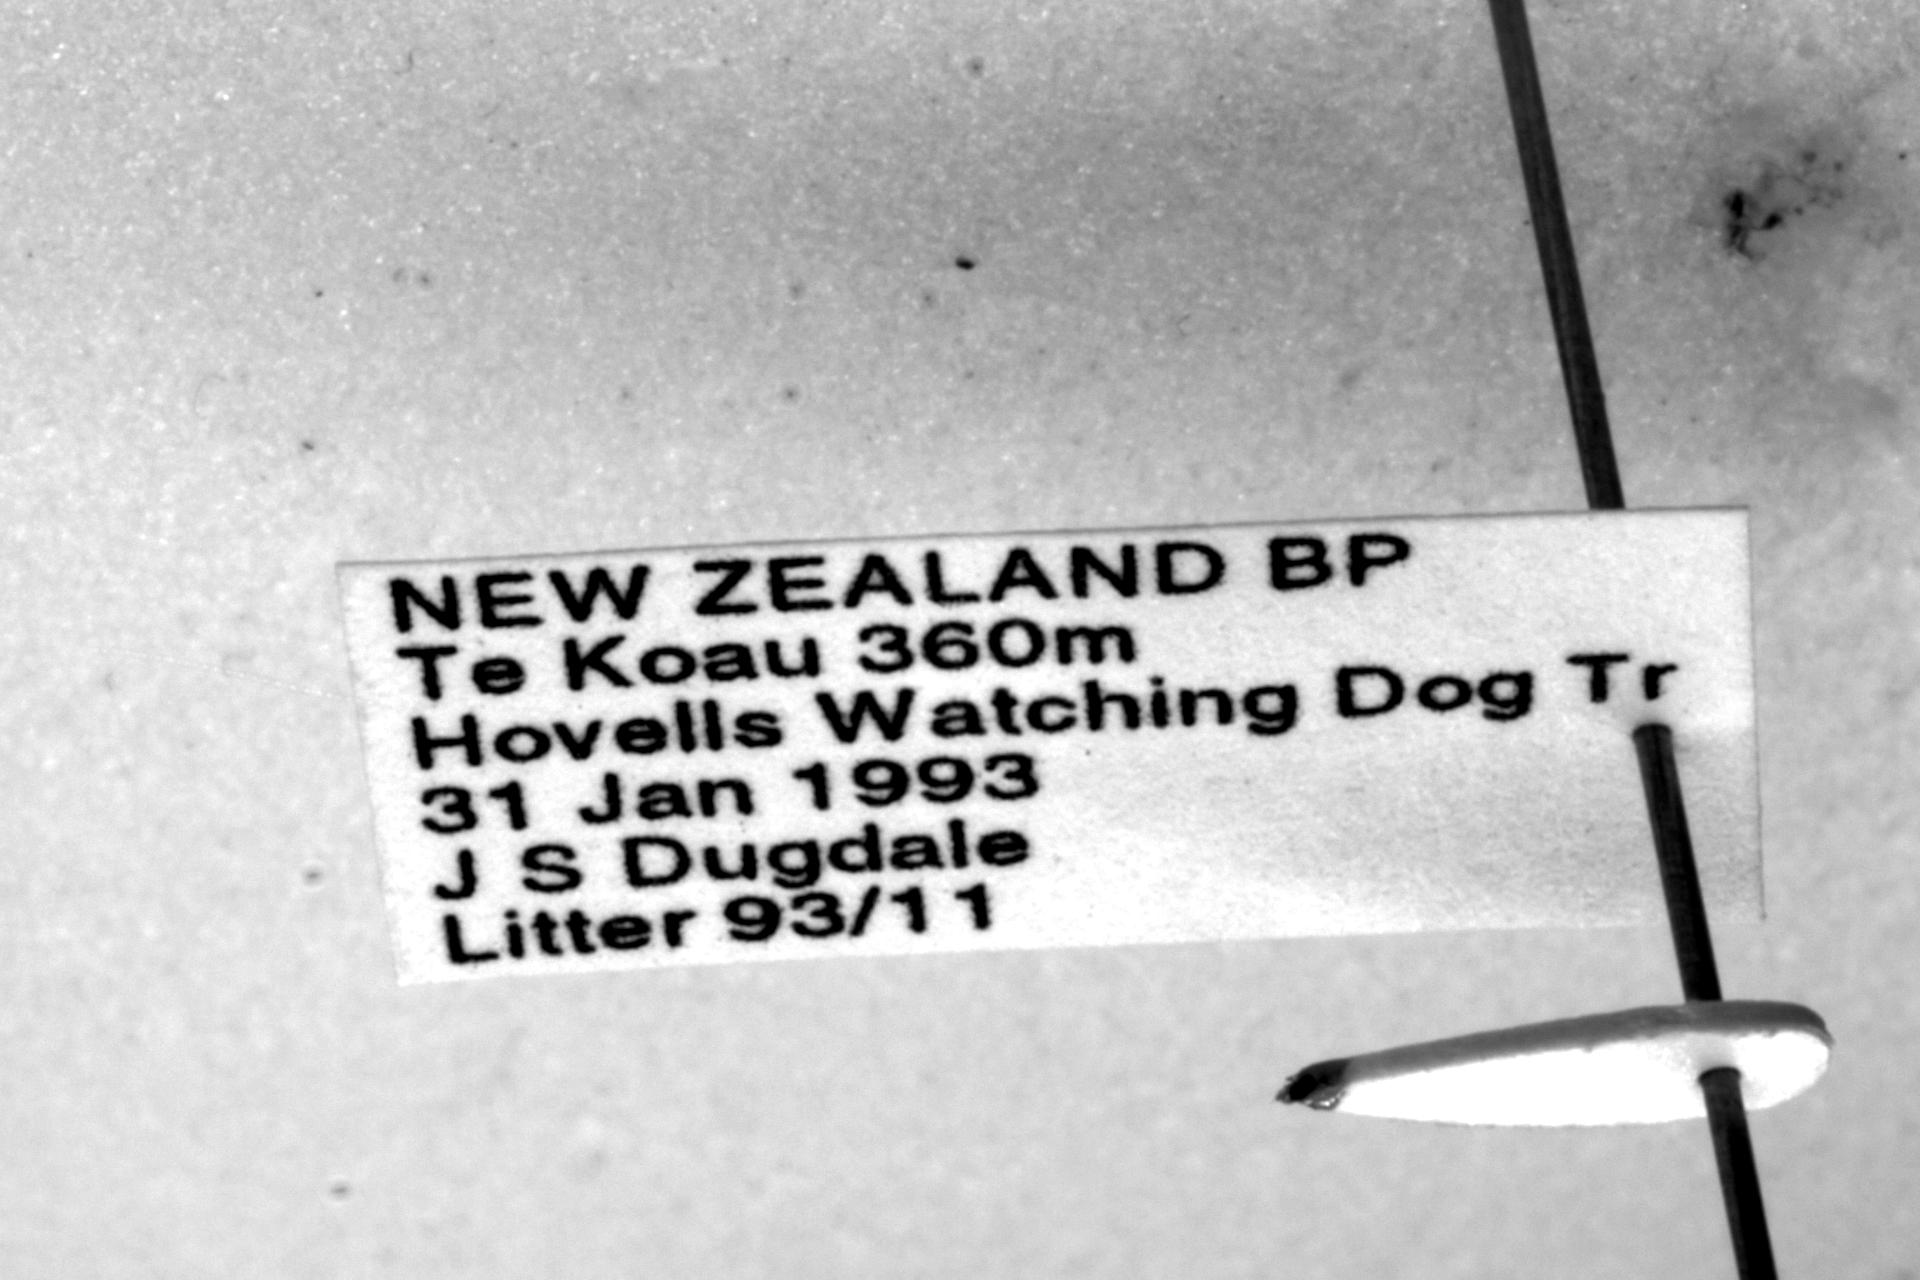 NEW ZEALAND BP
Te Koau 360m
Hovells Watching Dog Tr
31 Jan 1993
J S Dugdale
Litter 93/11